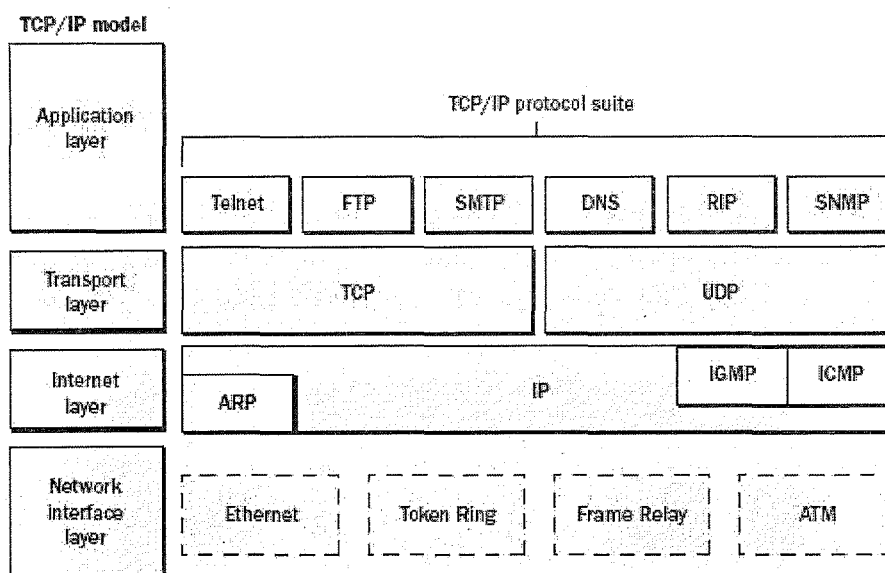 TCP/IP model
Application
layer
TCP/IP protocol suite
Telnet
FTP
SMTP
DNS
RIP
SNMP
Transport
layer
TCP
UDP
Internet
layer
ARP
IP
IGMP
ICMP
Network
interface
layer
Ethernet
Token Ring
Frame Relay
ATM